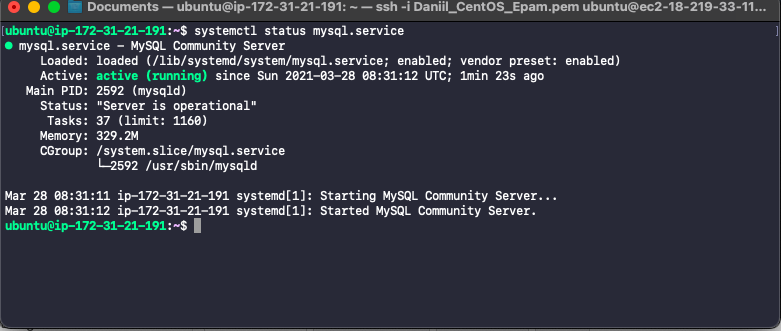 Documents — ubuntu@ip-172-31-21-191: ~ — ssh -i Daniil_CentOS_Epam.pem ubuntu@ec2-18-219-33-11...
[ubuntu@ip-172-31-21-191:~$ systemctl status mysql.service ]
● mysql.service - MySQL Community Server
Loaded: loaded (/lib/systemd/system/mysql.service; enabled; vendor preset: enabled)
Active: active (running) since Sun 2021-03-28 08:31:12 UTC; 1min 23s ago
Main PID: 2592 (mysqld)
Status: "Server is operational"
Tasks: 37 (limit: 1160)
Memory: 329.2M
CGroup: /system.slice/mysql.service
└─2592 /usr/sbin/mysqld
Mar 28 08:31:11 ip-172-31-21-191 systemd[1]: Starting MySQL Community Server...
Mar 28 08:31:12 ip-172-31-21-191 systemd[1]: Started MySQL Community Server.
ubuntu@ip-172-31-21-191:~$